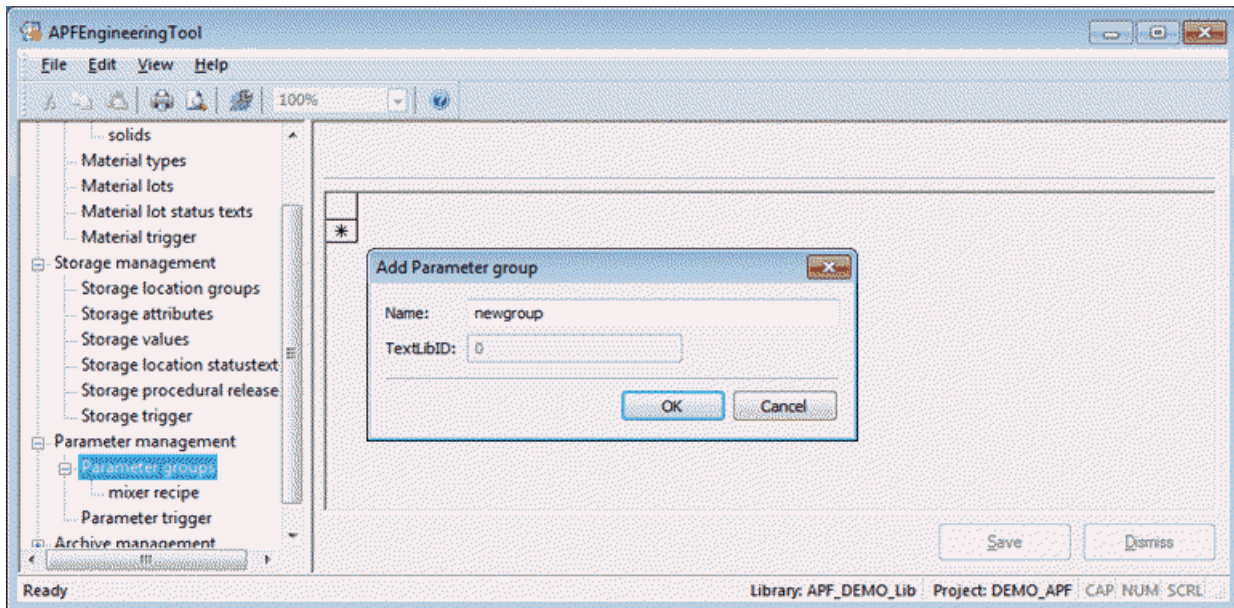 APFEngineeringTool
File Edit View Help
100%
solids
Material types
Material lots
Material lot status texts
Material trigger
Storage management
Storage location groups
Storage attributes
Storage values
Storage location statustext
Storage procedural release
Storage trigger
Parameter management
Parameter groups
mixer recipe
Parameter trigger
Archive management
Add Parameter group
Name: newgroup
TextLibID: 0
OK Cancel
Save Dismiss
Ready Library: APF_DEMO_Lib Project: DEMO_APF CAP NUM SCRL